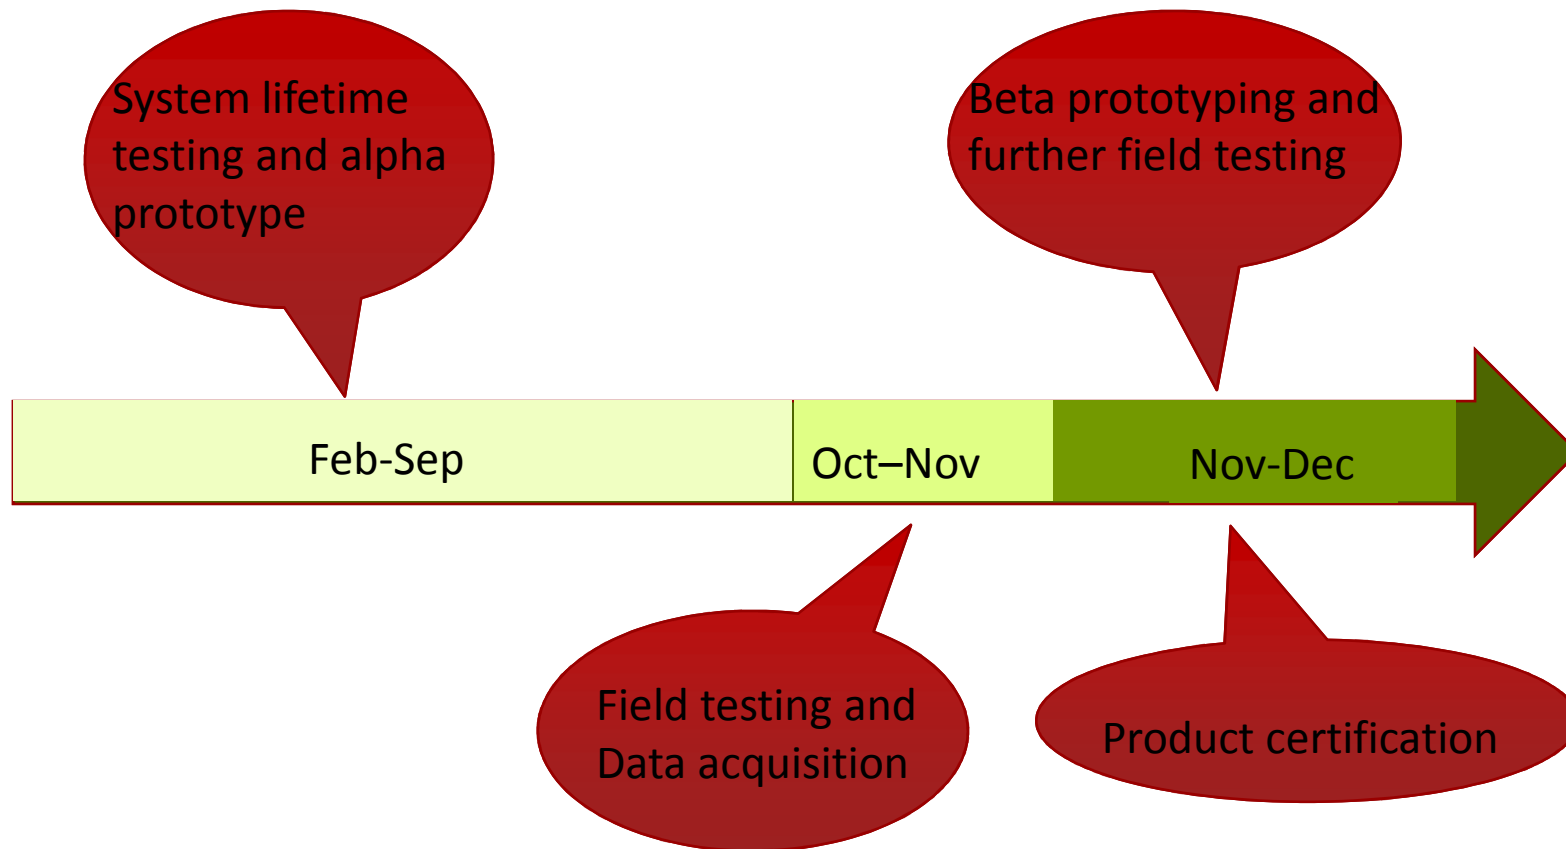 System lifetime
testing and alpha
prototype
Beta prototyping and
further field testing
Feb-Sep
Oct–Nov
Nov-Dec
Field testing and
Data acquisition
Product certification